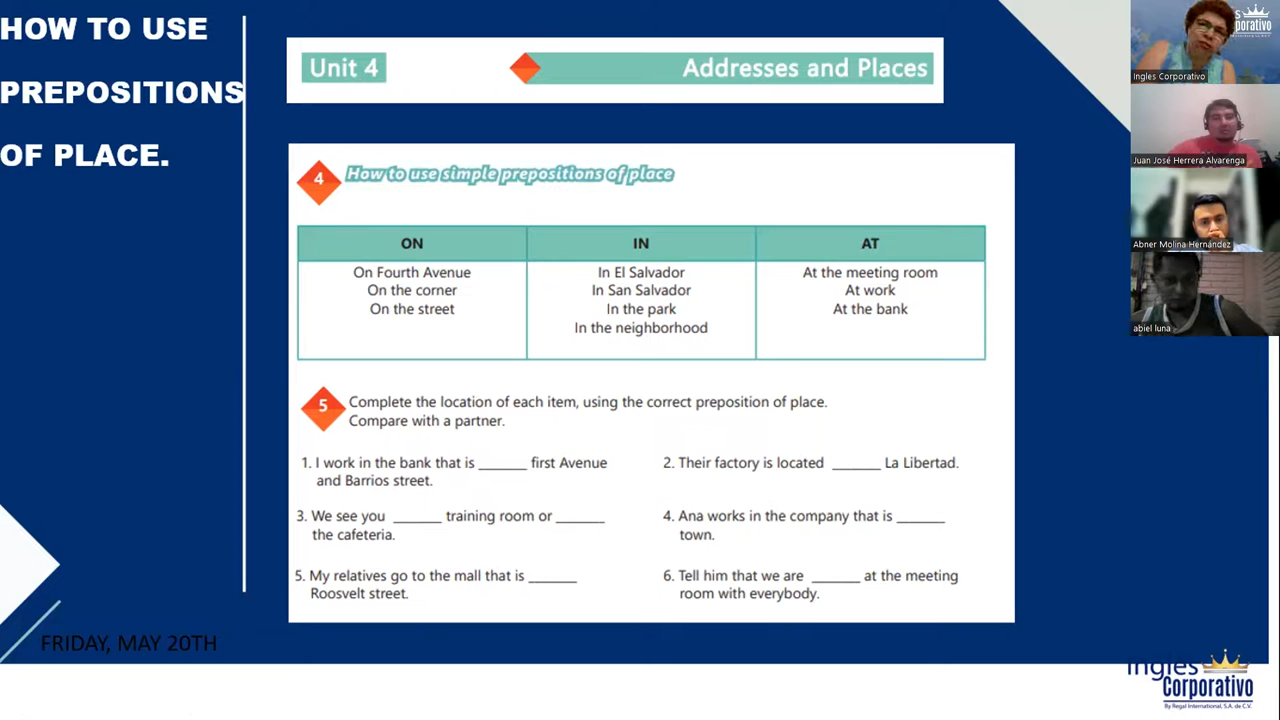 HOW TO USE
PREPOSITIONS
OF PLACE.
Unit 4
Addresses and Places
4
How to use simple prepositions of place
ON
IN
AT
On Fourth Avenue
On the corner
On the street
In El Salvador
In San Salvador
In the park
In the neighborhood
At the meeting room
At work
At the bank
5
Complete the location of each item, using the correct preposition of place.
Compare with a partner.
1. I work in the bank that is _______ first Avenue
and Barrios street.
2. Their factory is located _______ La Libertad.
3. We see you _______ training room or _______
the cafeteria.
4. Ana works in the company that is _______
town.
5. My relatives go to the mall that is _______
Roosvelt street.
6. Tell him that we are _______ at the meeting
room with everybody.
FRIDAY, MAY 20TH
Ingles Corporativo
Juan José Herrera Alvarenga
Abner Molina Hernández
abiel luna
Ingles
Corporativo
By Regal International, S.A. de C.V.